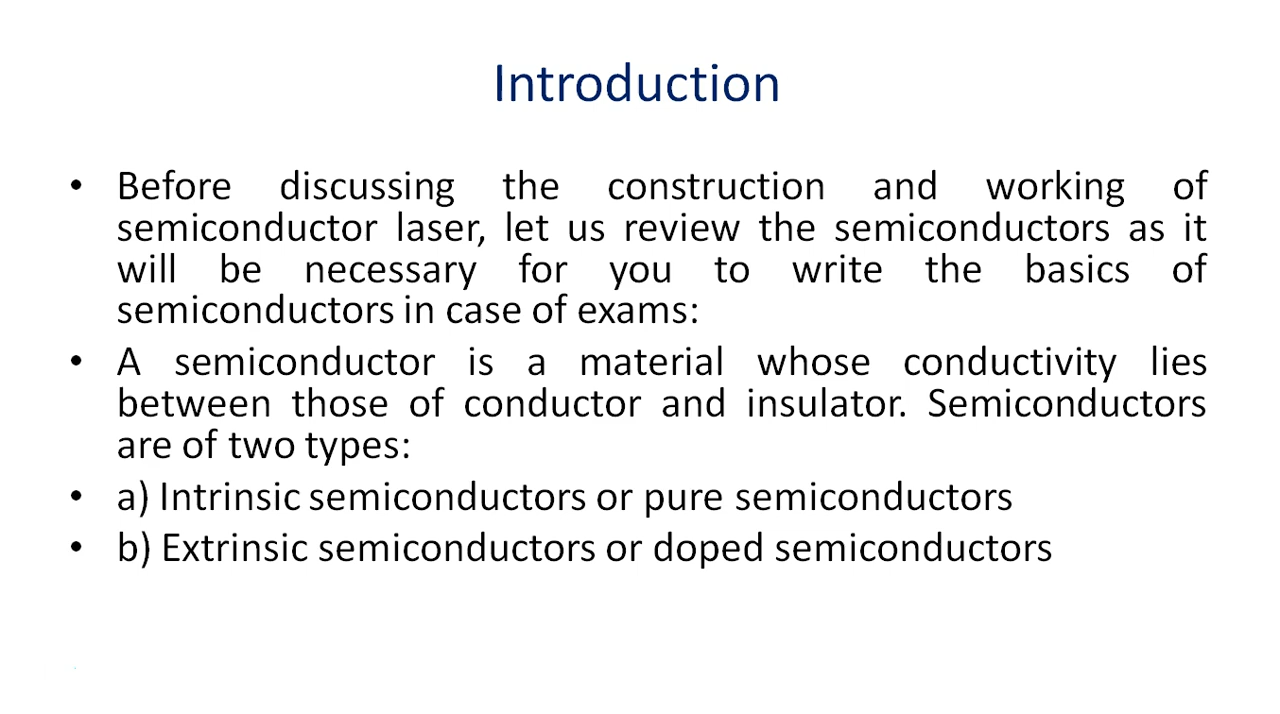 Introduction
• Before discussing the construction and working of
semiconductor laser, let us review the semiconductors as it
will be necessary for you to write the basics of
semiconductors in case of exams:
• A semiconductor is a material whose conductivity lies
between those of conductor and insulator. Semiconductors
are of two types:
• a) Intrinsic semiconductors or pure semiconductors
• b) Extrinsic semiconductors or doped semiconductors